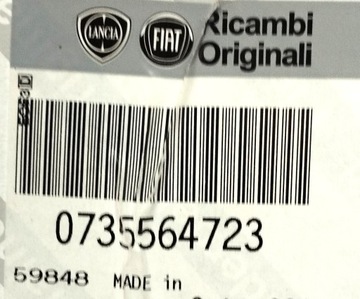 LANCIA FIAT Ricambi
Originali
0735564723
59848 MADE in